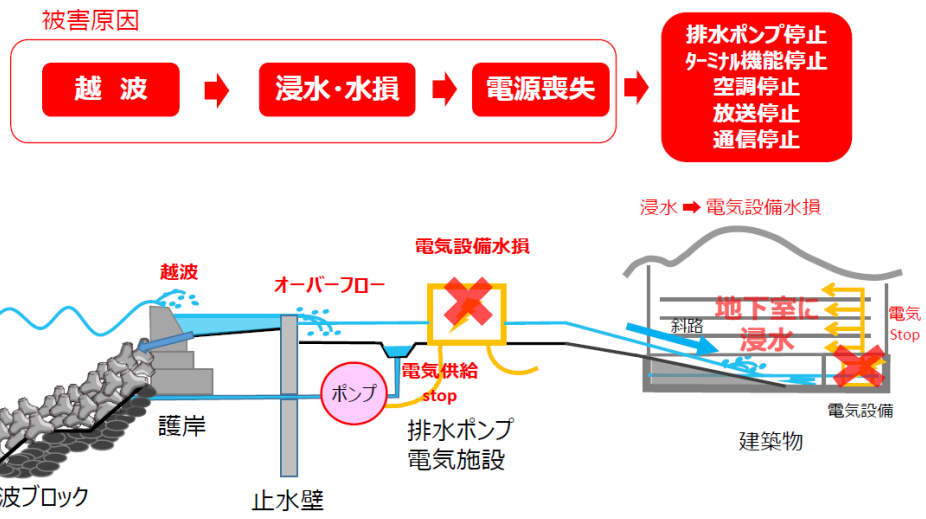 被害原因
越 波
浸水・水損
電源喪失
排水ポンプ停止
ターミナル機能停止
空調停止
放送停止
通信停止
浸水➡電気設備水損
電気設備水損
越波
オーバーフロー
地下室に
浸水
斜路
電気
Stop
電気供給
stop
ポンプ
電気設備
護岸
排水ポンプ
電気施設
建築物
波ブロック
止水壁